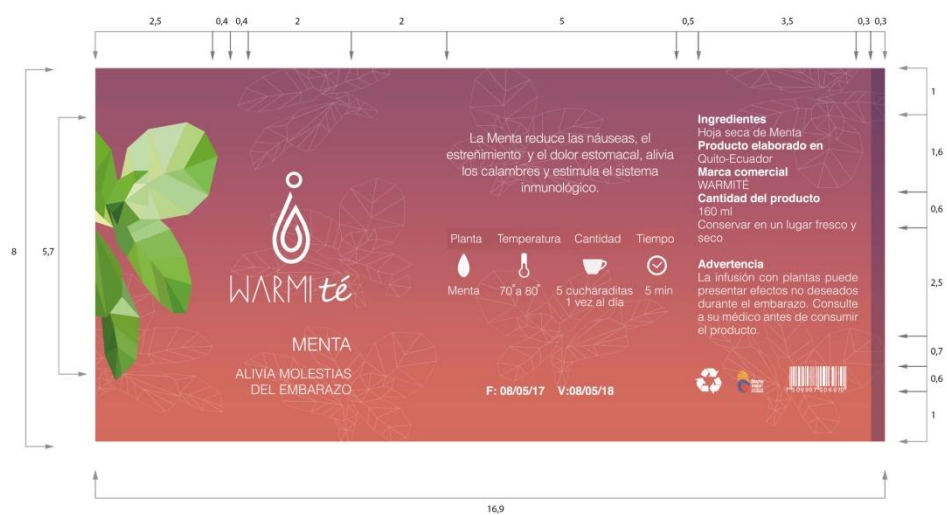 2,5 0,4 0,4 2 2 5 0,5 3,5 0,3 0,3
8
5,7
WARMI té
MENTA
ALIVIA MOLESTIAS
DEL EMBARAZO
La Menta reduce las náuseas, el
estreñimiento y el dolor estomacal, alivia
los calambres y estimula el sistema
inmunológico.
Planta Temperatura Cantidad Tiempo
Menta 70°a 80° 5 cucharaditas 5 min
1 vez al día
F: 08/05/17 V:08/05/18
Ingredientes
Hoja seca de Menta
Producto elaborado en
Quito-Ecuador
Marca comercial
WARMITÉ
Cantidad del producto
160 ml
Conservar en un lugar fresco y
seco
Advertencia
La infusión con plantas puede
presentar efectos no deseados
durante el embarazo. Consulte
a su médico antes de consumir
el producto.
1
1,6
0,6
2,5
0,7
0,6
1
16,9